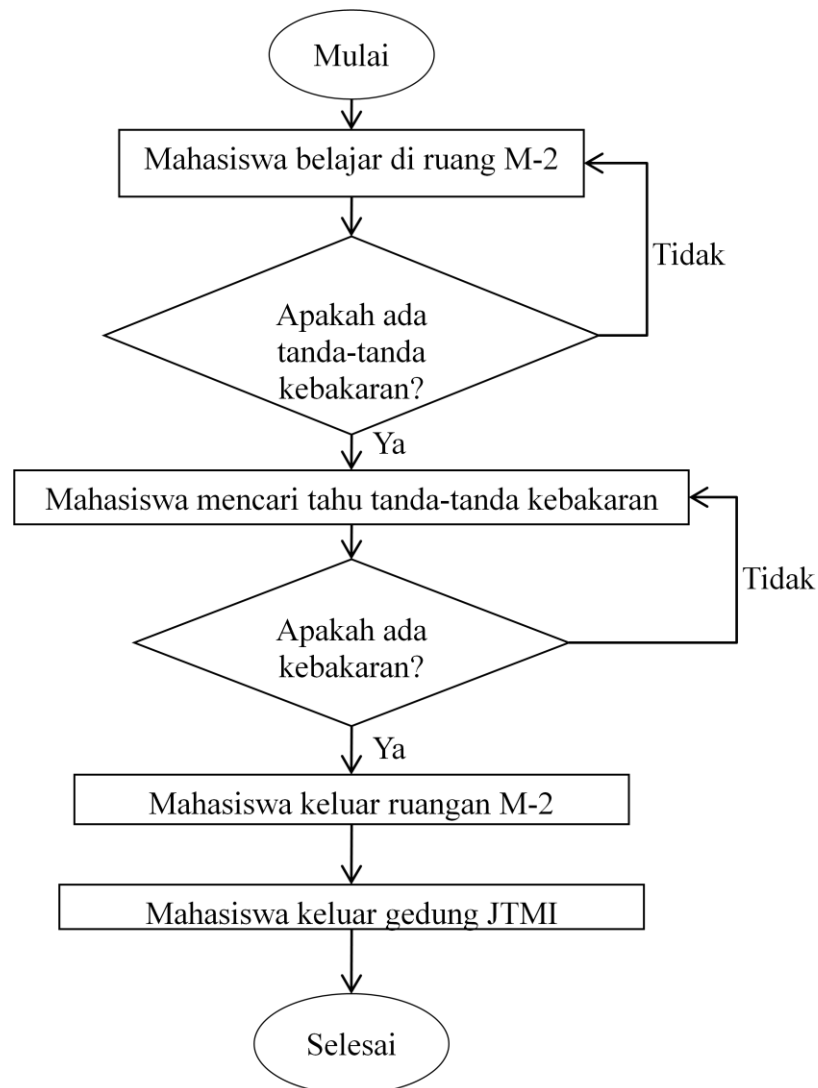 Mulai
Mahasiswa belajar di ruang M-2
Tidak
Apakah ada
tanda-tanda
kebakaran?
Ya
Mahasiswa mencari tahu tanda-tanda kebakaran
Tidak
Apakah ada
kebakaran?
Ya
Mahasiswa keluar ruangan M-2
Mahasiswa keluar gedung JTMI
Selesai